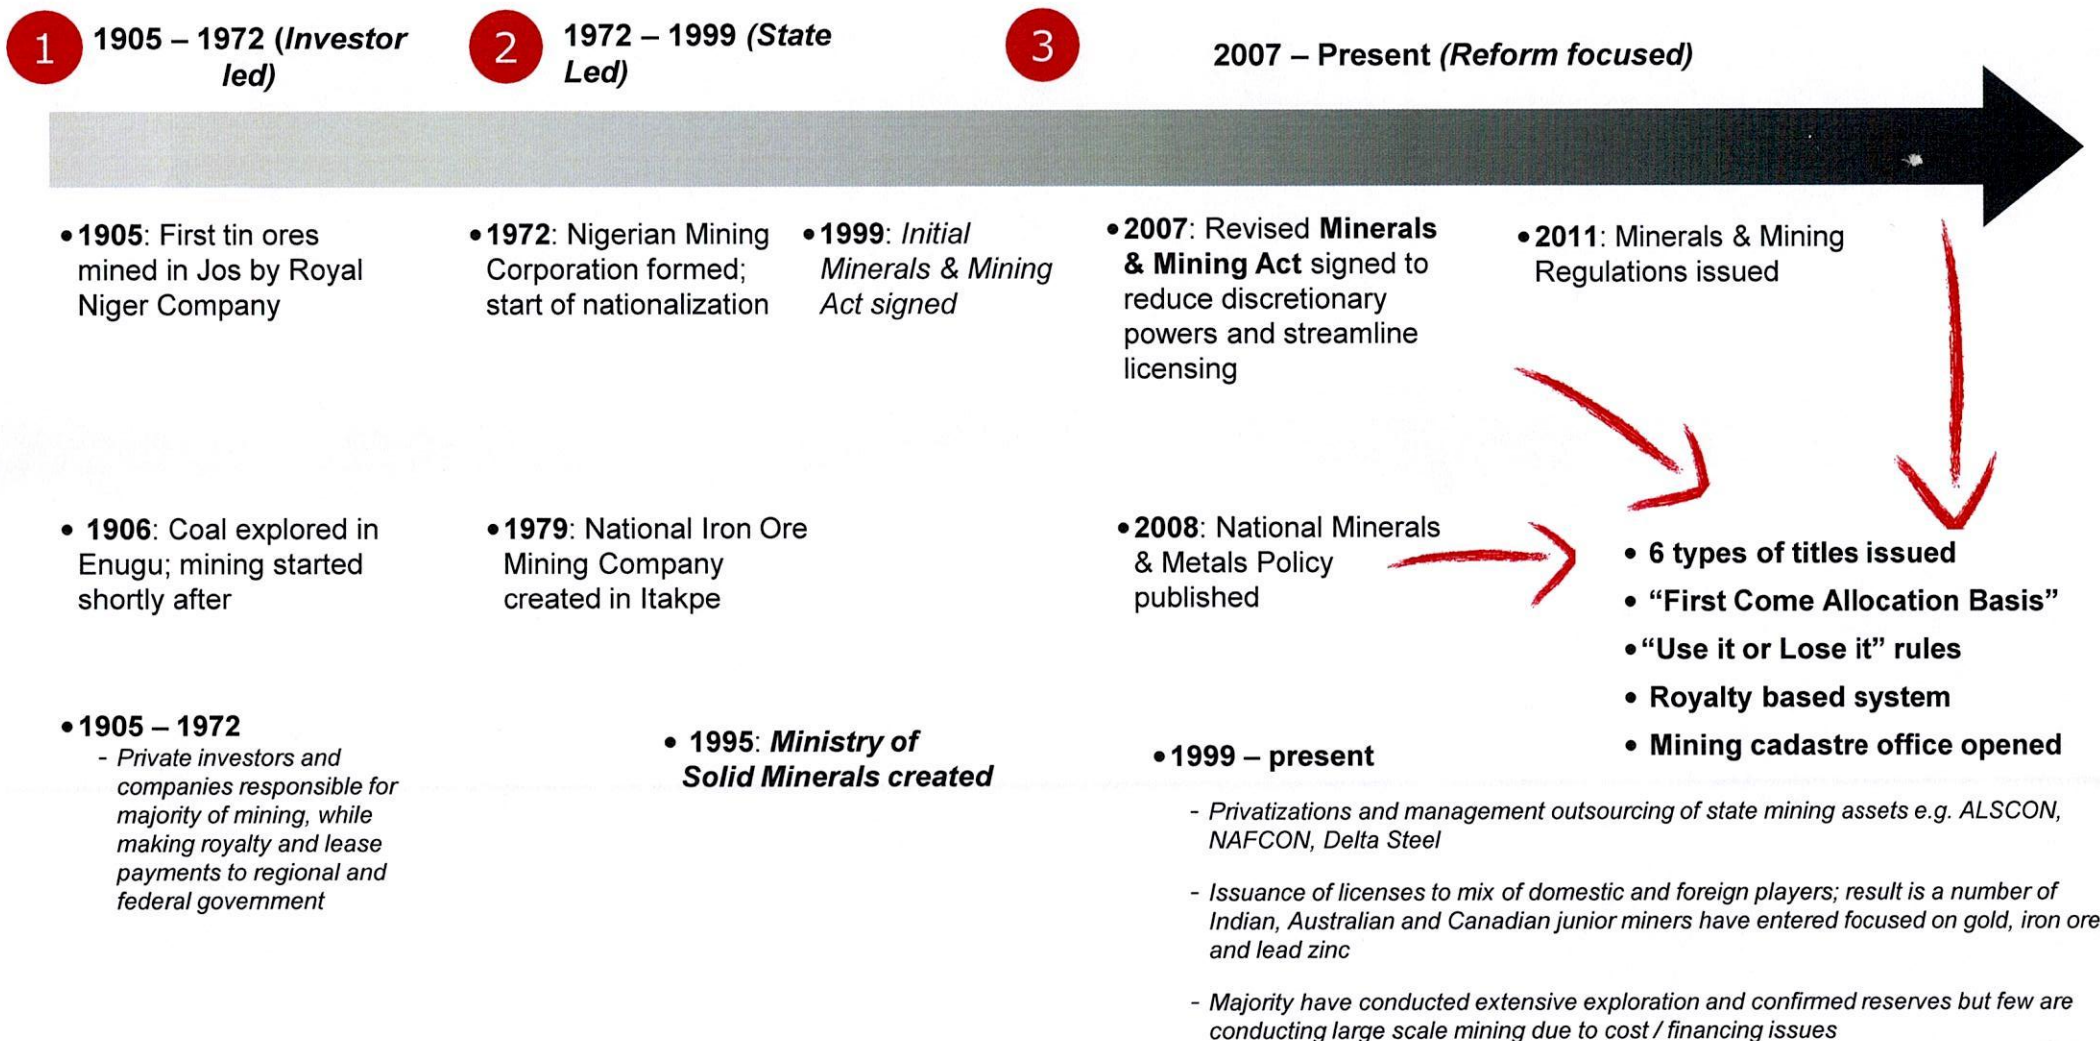 1
1905 – 1972 (Investor
led)
2
1972 – 1999 (State
Led)
3
2007 – Present (Reform focused)
• 1905: First tin ores
mined in Jos by Royal
Niger Company
• 1972: Nigerian Mining
Corporation formed;
start of nationalization
• 1999: Initial
Minerals & Mining
Act signed
• 2007: Revised Minerals
& Mining Act signed to
reduce discretionary
powers and streamline
licensing
• 2011: Minerals & Mining
Regulations issued
• 1906: Coal explored in
Enugu; mining started
shortly after
• 1979: National Iron Ore
Mining Company
created in Itakpe
• 2008: National Minerals
& Metals Policy
published
• 6 types of titles issued
• “First Come Allocation Basis”
• “Use it or Lose it” rules
• Royalty based system
• Mining cadastre office opened
• 1905 – 1972
- Private investors and
companies responsible for
majority of mining, while
making royalty and lease
payments to regional and
federal government
• 1995: Ministry of
Solid Minerals created
• 1999 – present
- Privatizations and management outsourcing of state mining assets e.g. ALSCON,
NAFCON, Delta Steel
- Issuance of licenses to mix of domestic and foreign players; result is a number of
Indian, Australian and Canadian junior miners have entered focused on gold, iron ore
and lead zinc
- Majority have conducted extensive exploration and confirmed reserves but few are
conducting large scale mining due to cost / financing issues